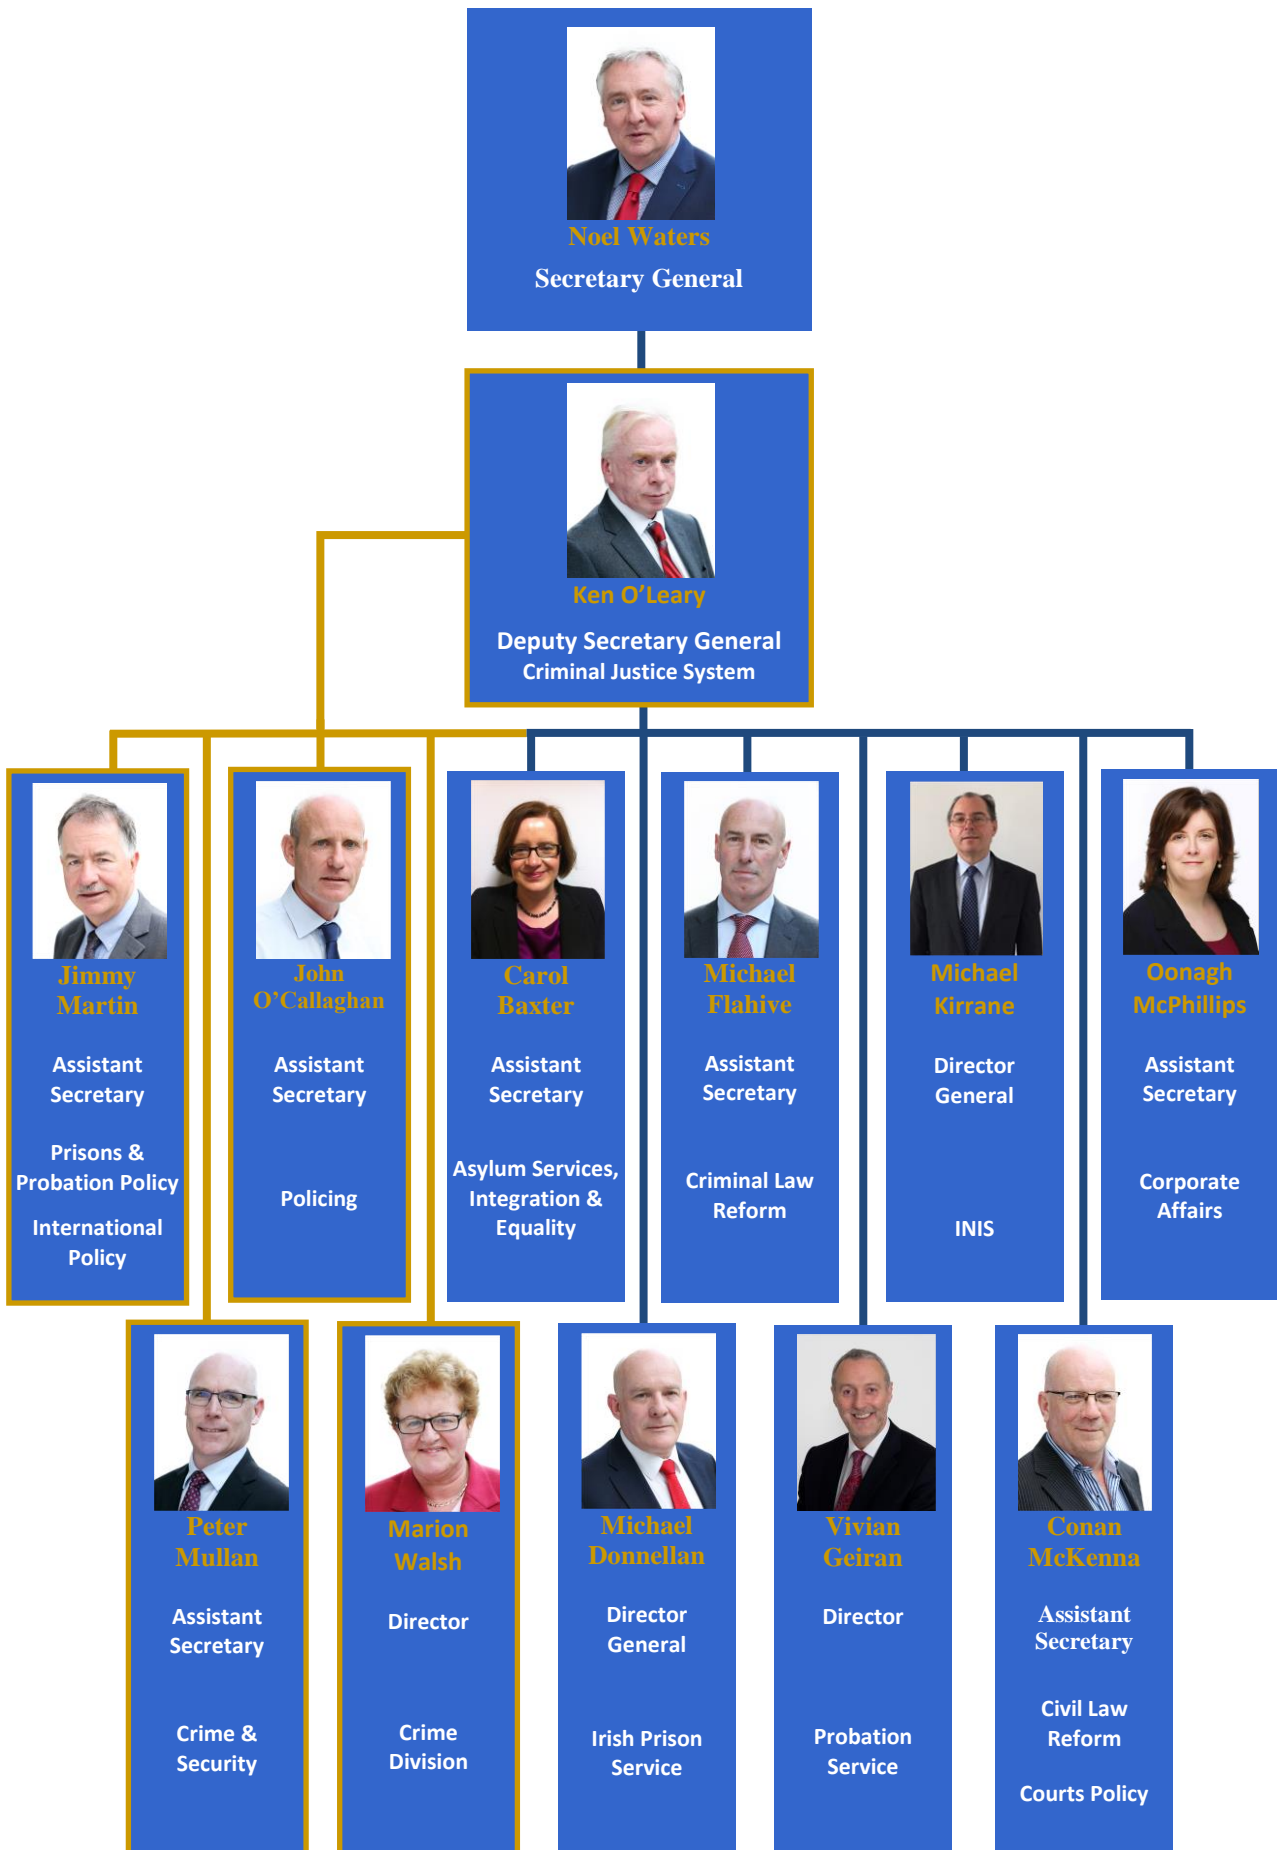 Noel Waters
Secretary General
Ken O’Leary
Deputy Secretary General
Criminal Justice System
Jimmy
Martin
Assistant
Secretary
Prisons &
Probation Policy
International
Policy
John
O’Callaghan
Assistant
Secretary
Policing
Carol
Baxter
Assistant
Secretary
Asylum Services,
Integration &
Equality
Michael
Flahive
Assistant
Secretary
Criminal Law
Reform
Michael
Kirrane
Director
General
INIS
Oonagh
McPhillips
Assistant
Secretary
Corporate
Affairs
Peter
Mullan
Assistant
Secretary
Crime &
Security
Marion
Walsh
Director
Crime
Division
Michael
Donnellan
Director
General
Irish Prison
Service
Vivian
Geiran
Director
Probation
Service
Conan
McKenna
Assistant
Secretary
Civil Law
Reform
Courts Policy